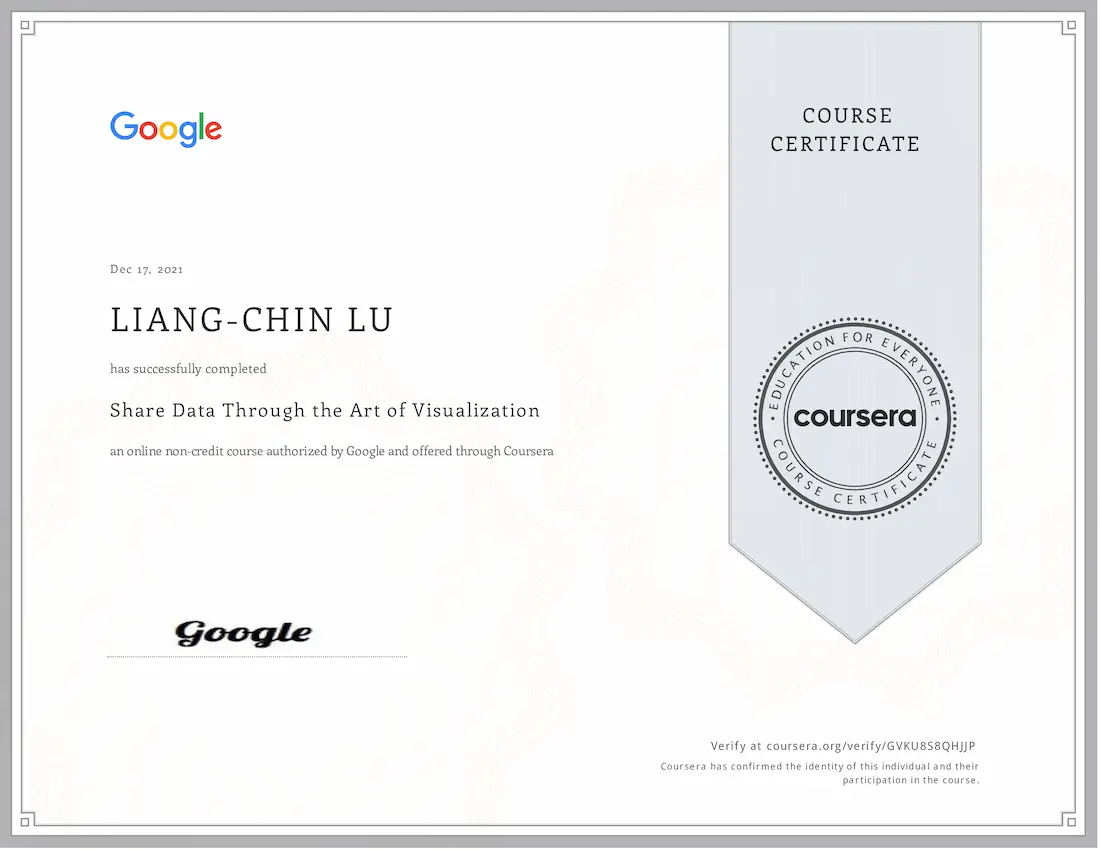 Google
COURSE
CERTIFICATE
Dec 17, 2021
LIANG-CHIN LU
has successfully completed
Share Data Through the Art of Visualization
an online non-credit course authorized by Google and offered through Coursera
EDUCATION FOR EVERYONE
coursera
COURSE CERTIFICATE
Google
Verify at coursera.org/verify/GVKU8S8QHJJP
Coursera has confirmed the identity of this individual and their
participation in the course.